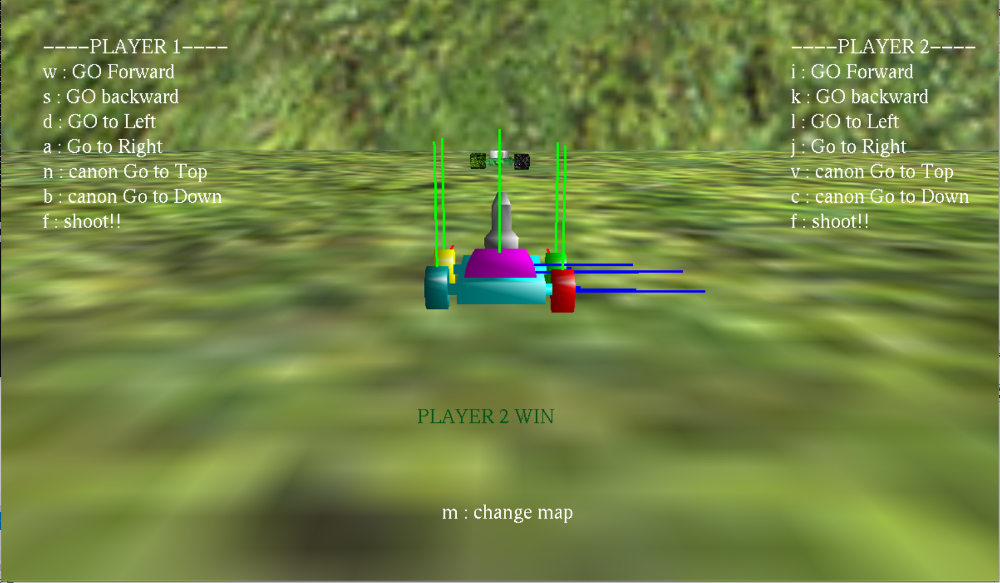 ----PLAYER 1----
w : GO Forward
s : GO backward
d : GO to Left
a : Go to Right
n : canon Go to Top
b : canon Go to Down
f : shoot!!
----PLAYER 2----
i : GO Forward
k : GO backward
l : GO to Left
j : Go to Right
v : canon Go to Top
c : canon Go to Down
f : shoot!!
PLAYER 2 WIN
m : change map